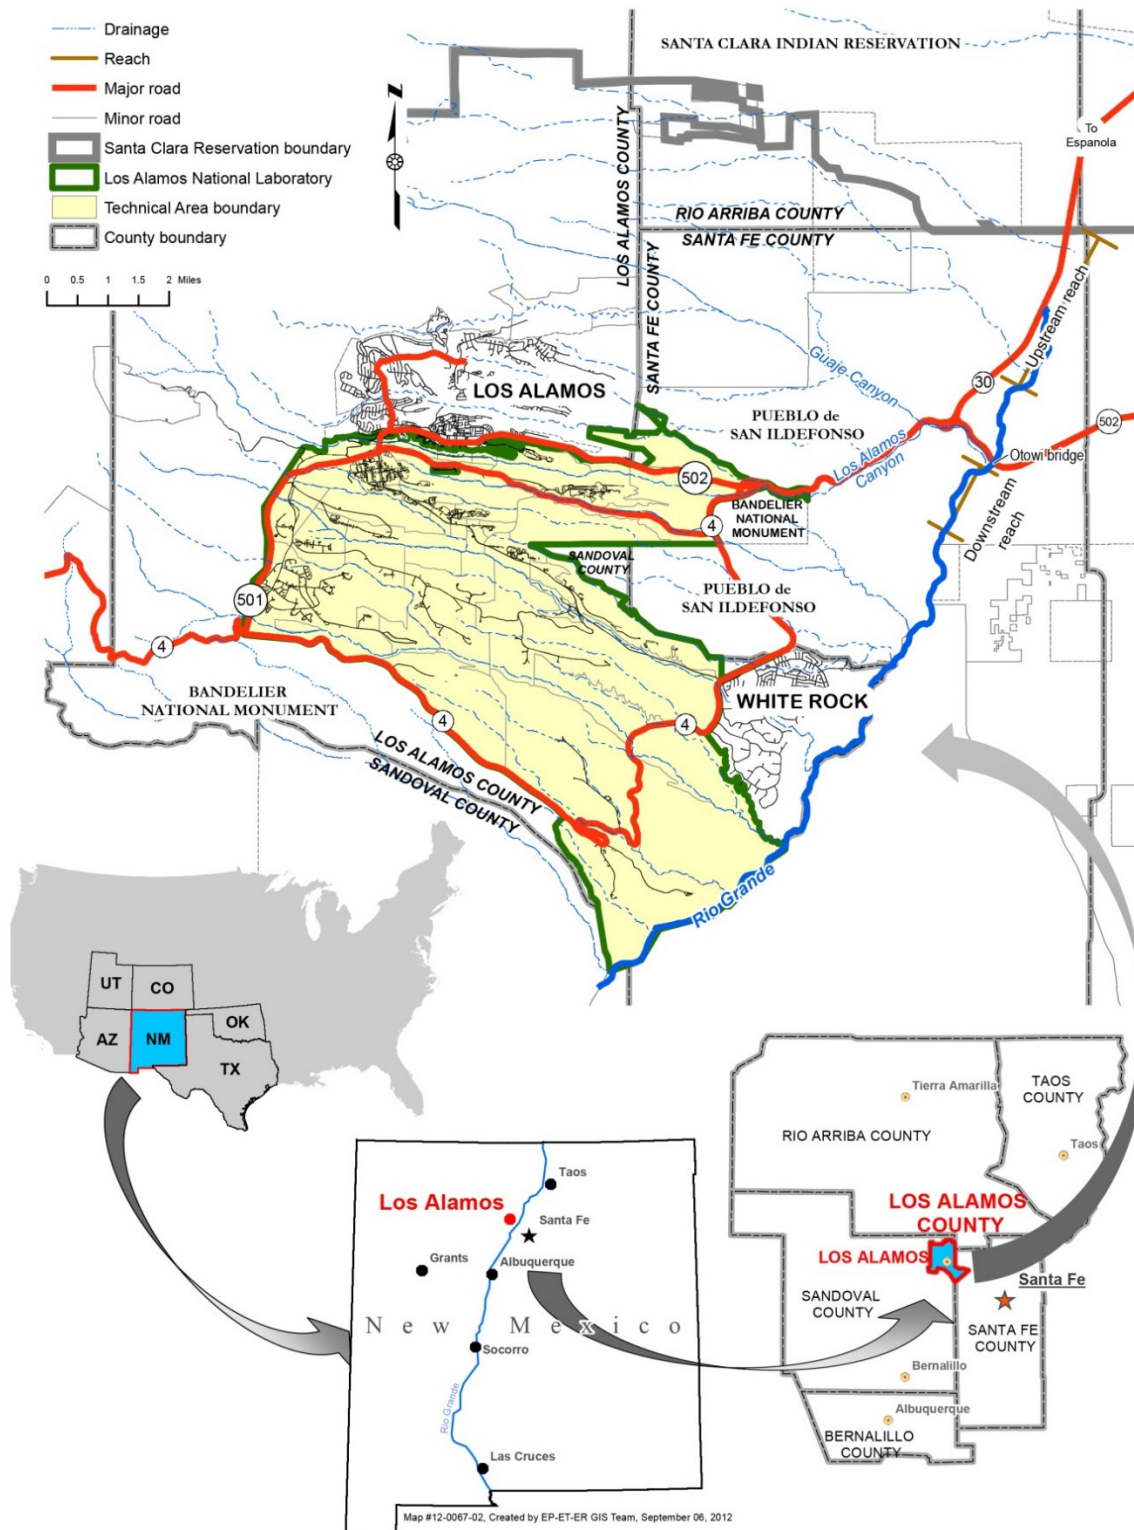 Drainage
Reach
Major road
Minor road
Santa Clara Reservation boundary
Los Alamos National Laboratory
Technical Area boundary
County boundary
0 0.5 1 1.5 2 Miles
N
SANTA CLARA INDIAN RESERVATION
To
Espanola
LOS ALAMOS COUNTY
SANTA FE COUNTY
RIO ARRIBA COUNTY
SANTA FE COUNTY
Upstream reach
Guaje Canyon
30
LOS ALAMOS
PUEBLO de
SAN ILDEFONSO
502
Los Alamos
Canyon
Otowi bridge
502
4
BANDELIER
NATIONAL
MONUMENT
Downstream
reach
SANDOVAL
COUNTY
PUEBLO de
SAN ILDEFONSO
501
4
BANDELIER
NATIONAL MONUMENT
4
4
WHITE ROCK
LOS ALAMOS COUNTY
SANDOVAL COUNTY
Rio Grande
UT
CO
AZ
NM
OK
TX
Taos
Los Alamos
Santa Fe
Grants
Albuquerque
New Mexico
Socorro
Rio Grande
Las Cruces
Tierra Amarilla
TAOS
COUNTY
RIO ARRIBA COUNTY
Taos
LOS ALAMOS
COUNTY
LOS ALAMOS
Santa Fe
SANDOVAL
COUNTY
SANTA FE
COUNTY
Bernalillo
Albuquerque
BERNALILLO
COUNTY
Map #12-0067-02, Created by EP-ET-ER GIS Team, September 06, 2012